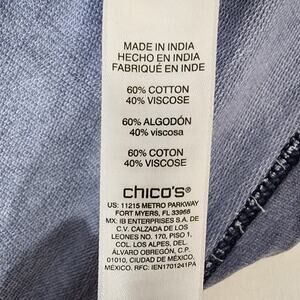 MADE IN INDIA
HECHO EN INDIA
FABRIQUÉ EN INDE
60% COTTON
40% VISCOSE
60% ALGODÓN
40% viscosa
60% COTON
40% VISCOSE
chico's®
US: 11215 METRO PARKWAY
FORT MYERS, FL 33966
MX: IB ENTERPRISES S.A. DE
C.V. CALZADA DE LOS
LEONES NO. 170, PISO 1,
COL. LOS ALPES, DEL.
ÁLVARO OBREGÓN, C.P.
01010, CIUDAD DE MÉXICO,
MÉXICO. RFC: IEN1701241PA